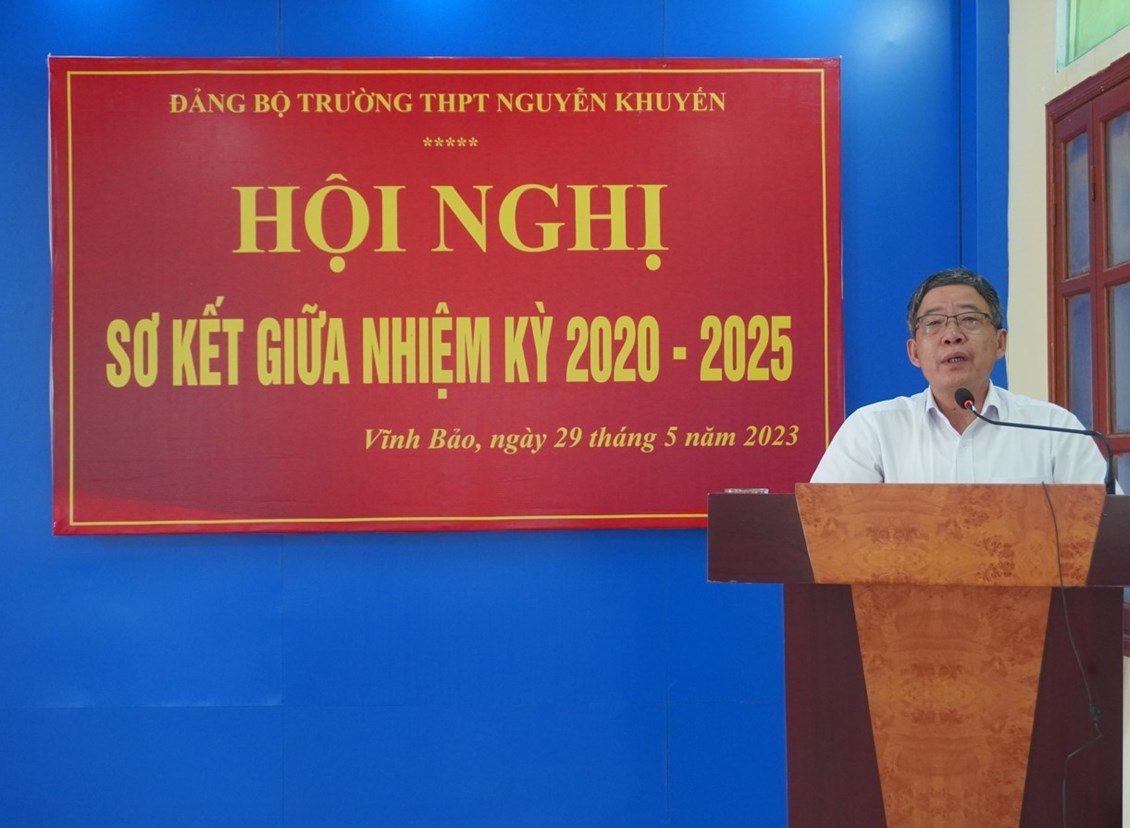 ĐẢNG BỘ TRƯỜNG THPT NGUYỄN KHUYẾN
*****
HỘI NGHỊ
SƠ KẾT GIỮA NHIỆM KỲ 2020 - 2025
Vĩnh Bảo, ngày 29 tháng 5 năm 2023